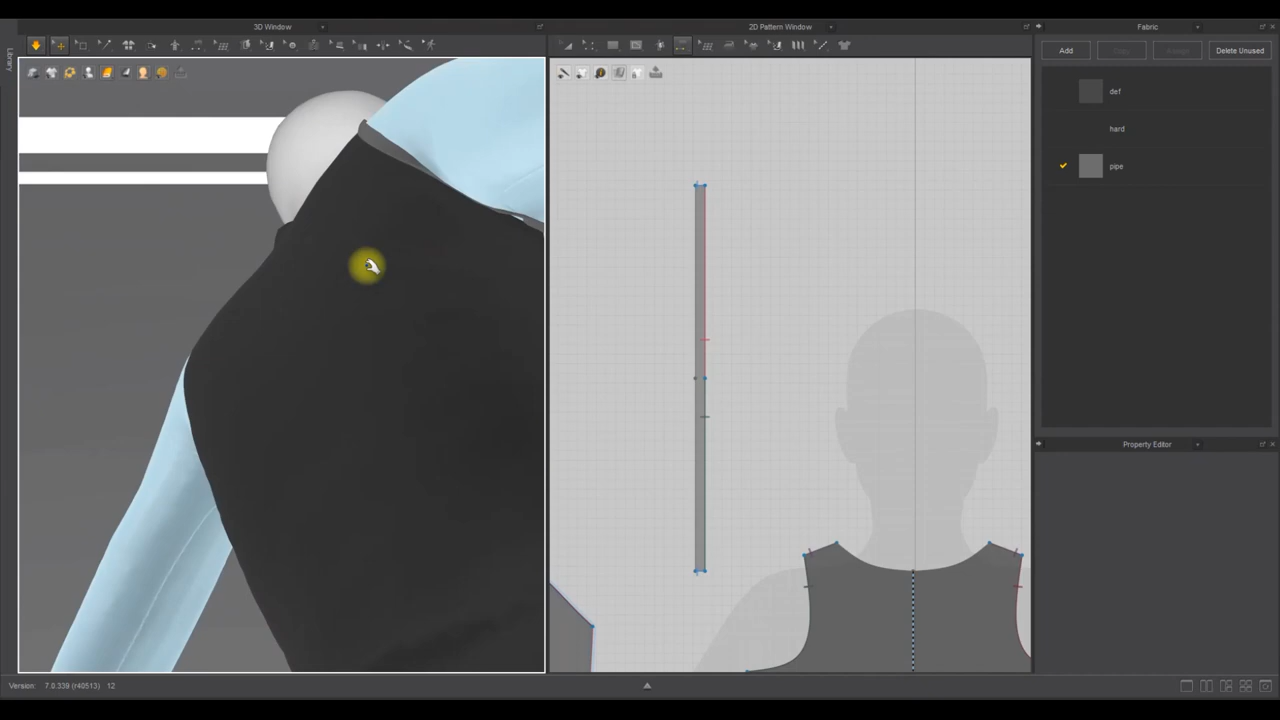 3D Window
2D Pattern Window
Fabric
Library
Add
Copy
Assign
Delete Unused
def
hard
pipe
Property Editor
Version: 7.0.339 (r40513) 12